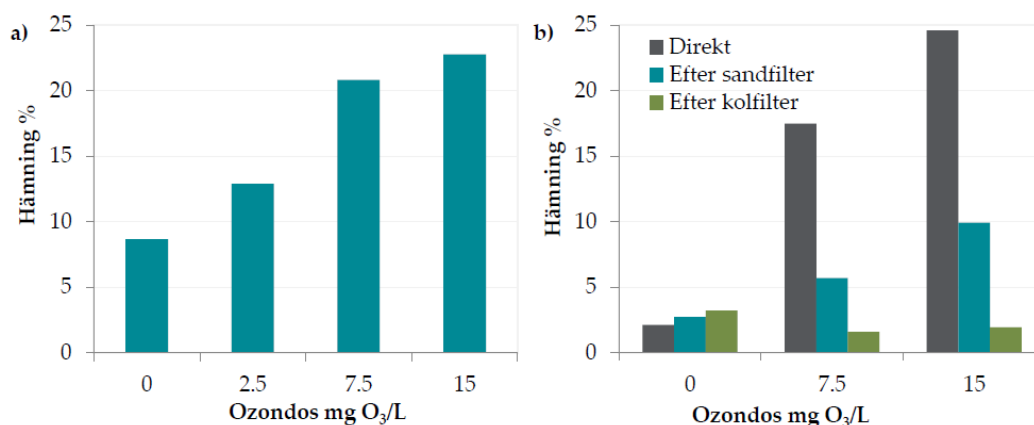 a)
Hämning %
25
20
15
10
5
0
0 2.5 7.5 15
Ozondos mg O₃/L
b)
Hämning %
25
20
15
10
5
0
Direkt
Efter sandfilter
Efter kolfilter
0 7.5 15
Ozondos mg O₃/L